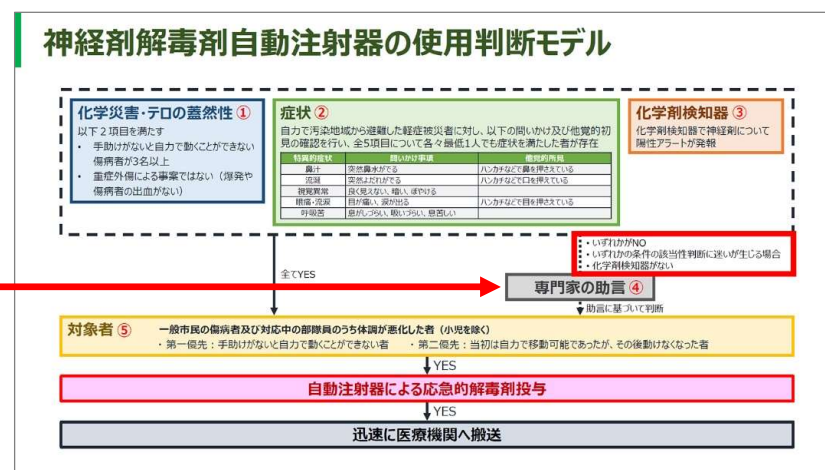 神経剤解毒剤自動注射器の使用判断モデル
化学災害・テロの蓋然性 ①
以下２項目を満たす
• 手助けがないと自力で動くことができない
傷病者が3名以上
• 重症外傷による事案ではない（爆発や
傷病者の出血がない）
症状 ②
自力で汚染地域から避難した軽症被災者に対し、以下の問いかけ及び他覚的初
見の確認を行い、全5項目について各々最低1人でも症状を満たした者が存在
特異的症状 問いかけ事項 他覚的所見
鼻汁 突然鼻水がでる ハンカチなどで鼻を押さえている
流涎 突然よだれがでる ハンカチなどで口を押えている
視覚異常 良く見えない、暗い、ぼやける
眼痛・流涙 目が痛い、涙が出る ハンカチなどで目を押さえている
呼吸苦 息がしづらい、吸いづらい、息苦しい
化学剤検知器 ③
化学剤検知器で神経剤について
陽性アラートが発報
・いずれかがNO
・いずれかの条件の該当性判断に迷いが生じる場合
・化学剤検知器がない
全てYES
専門家の助言 ④
助言に基づいて判断
対象者 ⑤ 一般市民の傷病者及び対応中の部隊員のうち体調が悪化した者（小児を除く）
・第一優先：手助けがないと自力で動くことができない者 ・第二優先：当初は自力で移動可能であったが、その後動けなくなった者
YES
自動注射器による応急的解毒剤投与
YES
迅速に医療機関へ搬送